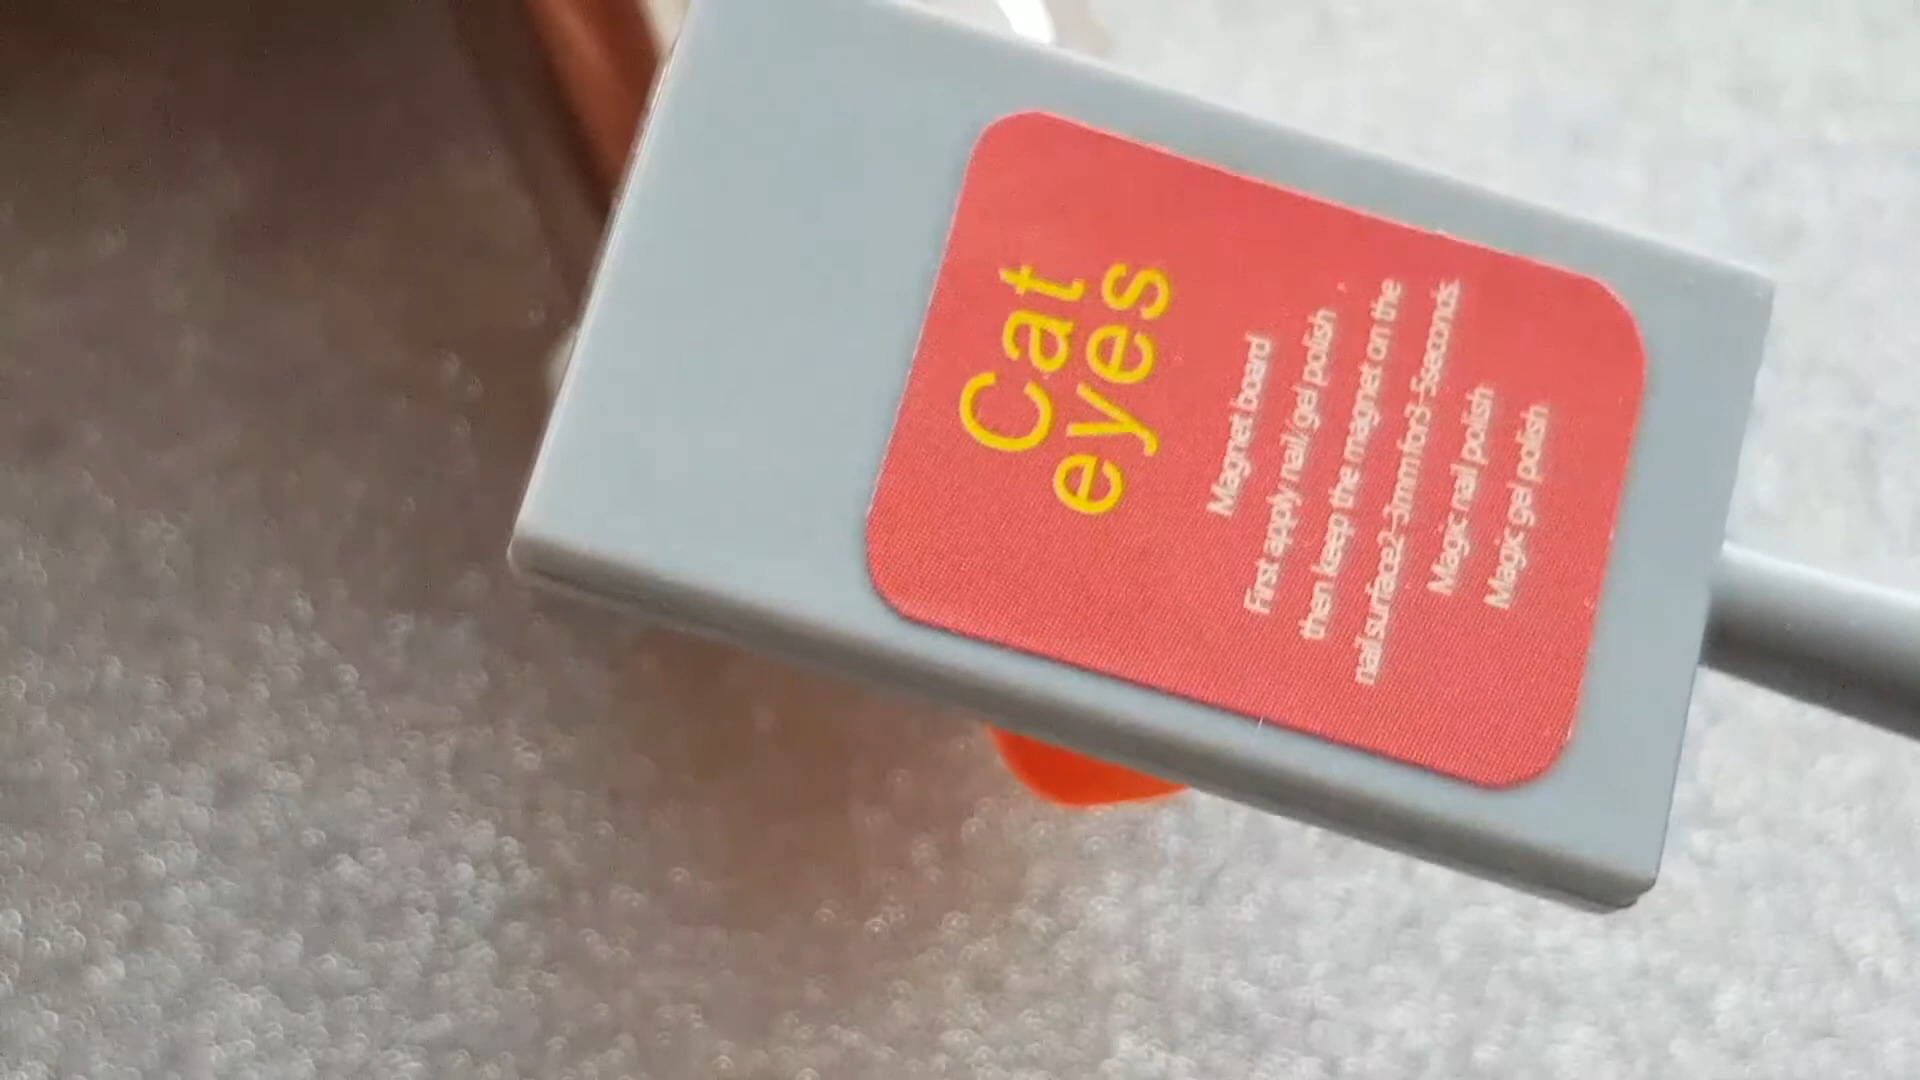 Cat
eyes
Magnet board
First apply nail/gel polish ,
then keep the magnet on the
nail surface2-3mm for3-5seconds.
Magic nail polish
Magic gel polish